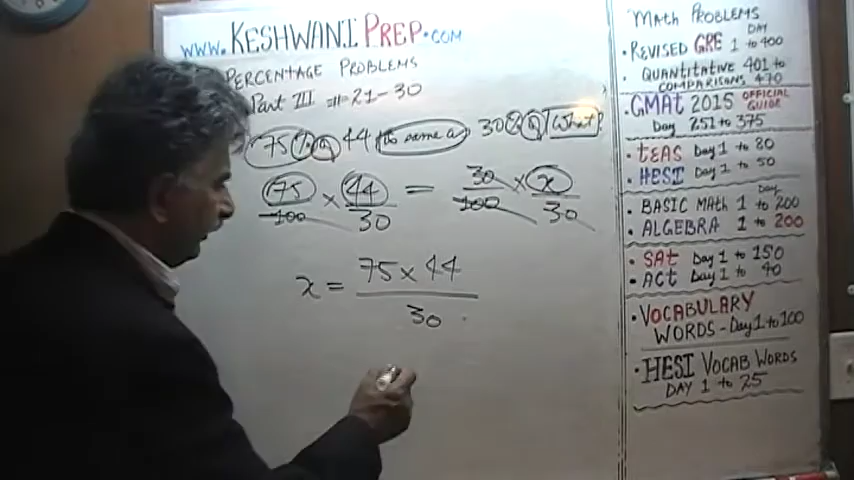 www.KESHWANI PREP.COM
PERCENTAGE PROBLEMS
Part III #21-30
75 % of 44 is same as 30 % of What?
75/100 × 44/30 = 30/100 × x/30
x = 75 × 44 / 30
MATH PROBLEMS
• REVISED GRE DAY 1 to 400
• QUANTITATIVE COMPARISONS 401 to 470
• GMAT 2015 OFFICIAL GUIDE
Day 251 to 375
• TEAS Day 1 to 80
• HESI Day 1 to 50
• BASIC MATH DAY 1 to 200
• ALGEBRA 1 to 200
• SAT Day 1 to 150
• ACT Day 1 to 40
• VOCABULARY
WORDS - Day 1 to 100
• HESI VOCAB WORDS
DAY 1 to 25